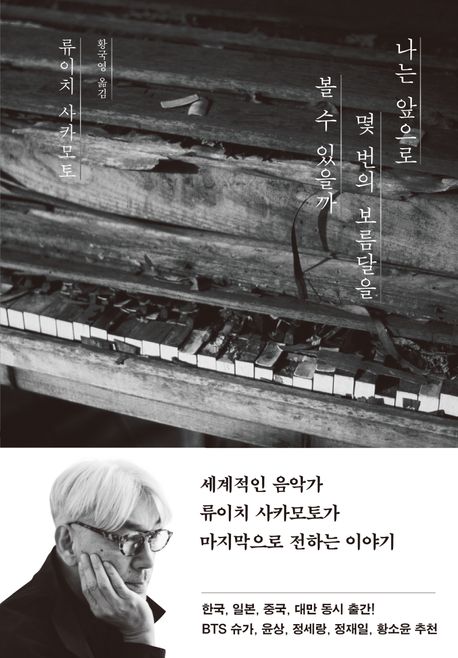 나는 앞으로
몇 번의 보름달을
볼 수 있을까
황국영 옮김
류이치 사카모토
세계적인 음악가
류이치 사카모토가
마지막으로 전하는 이야기
한국, 일본, 중국, 대만 동시 출간!
BTS 슈가, 윤상, 정세랑, 정재일, 황소윤 추천